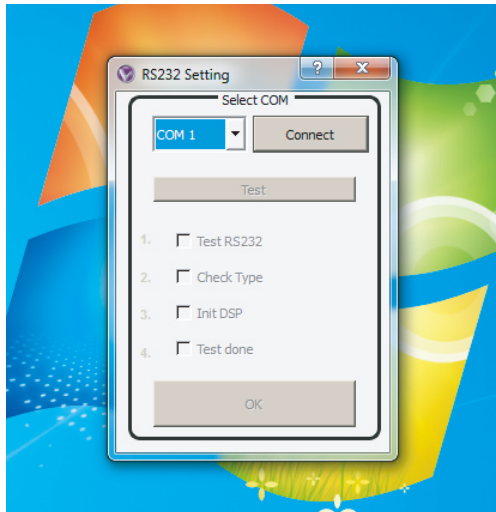 RS232 Setting
Select COM
COM 1
Connect
Test
1. Test RS232
2. Check Type
3. Init DSP
4. Test done
OK